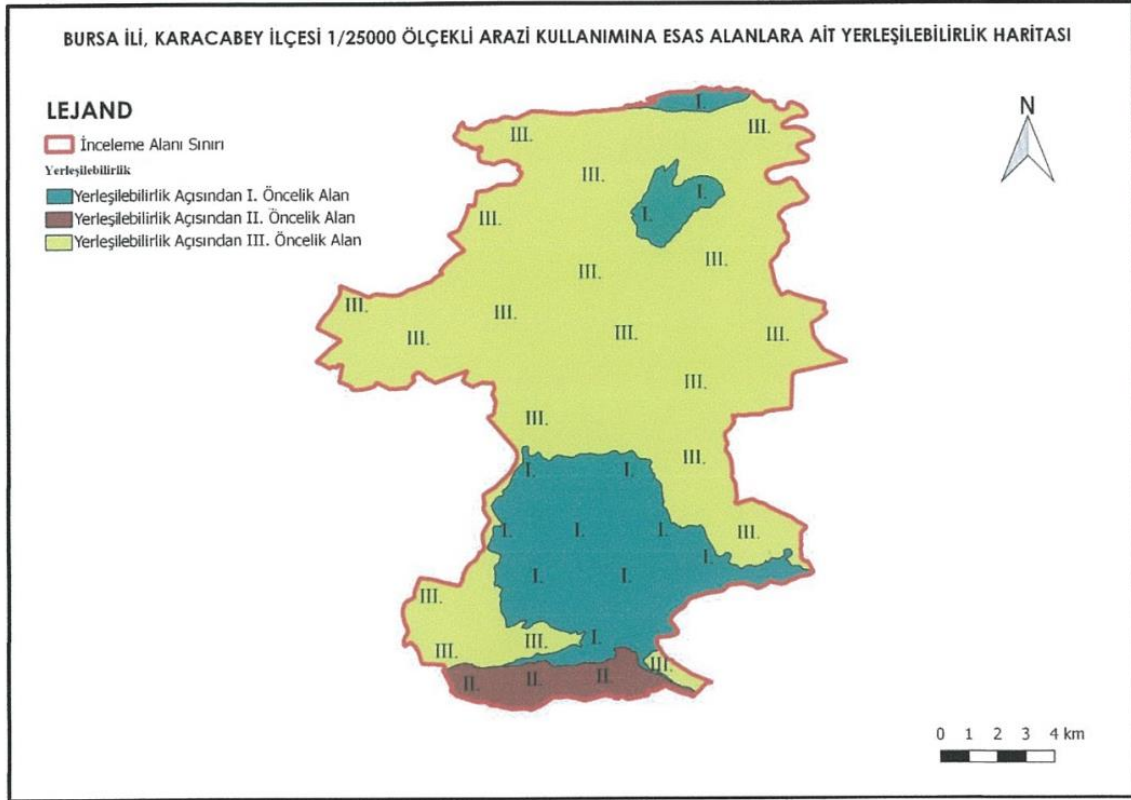 BURSA İLİ, KARACABEY İLÇESİ 1/25000 ÖLÇEKLİ ARAZİ KULLANIMINA ESAS ALANLARA AİT YERLEŞİLEBİLİRLİK HARİTASI
LEJAND
İnceleme Alanı Sınırı
Yerleşilebilirlik
Yerleşilebilirlik Açısından I. Öncelik Alan
Yerleşilebilirlik Açısından II. Öncelik Alan
Yerleşilebilirlik Açısından III. Öncelik Alan
N
I.
III. III.
III.
I. I.
III.
III.
III.
III.
III.
III. III. III.
III.
III.
III.
III.
I. I.
I. I. I. III.
I.
I. I.
III.
III. I.
III. III.
II. II. II.
0 1 2 3 4 km